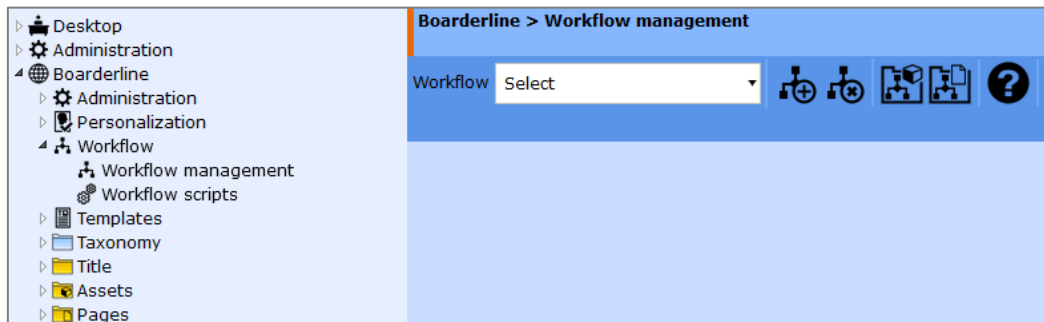 Desktop
Administration
Boarderline
Administration
Personalization
Workflow
Workflow management
Workflow scripts
Templates
Taxonomy
Title
Assets
Pages
Boarderline > Workflow management
Workflow Select